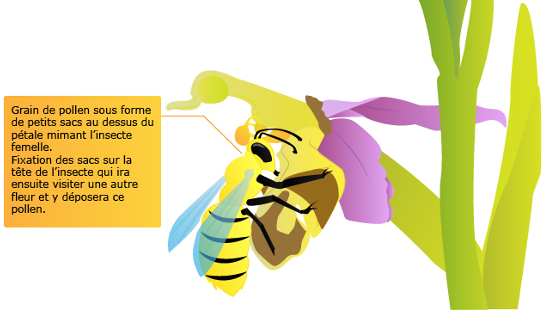 Grain de pollen sous forme
de petits sacs au dessus du
pétale mimant l'insecte
femelle.
Fixation des sacs sur la
tête de l'insecte qui ira
ensuite visiter une autre
fleur et y déposera ce
pollen.